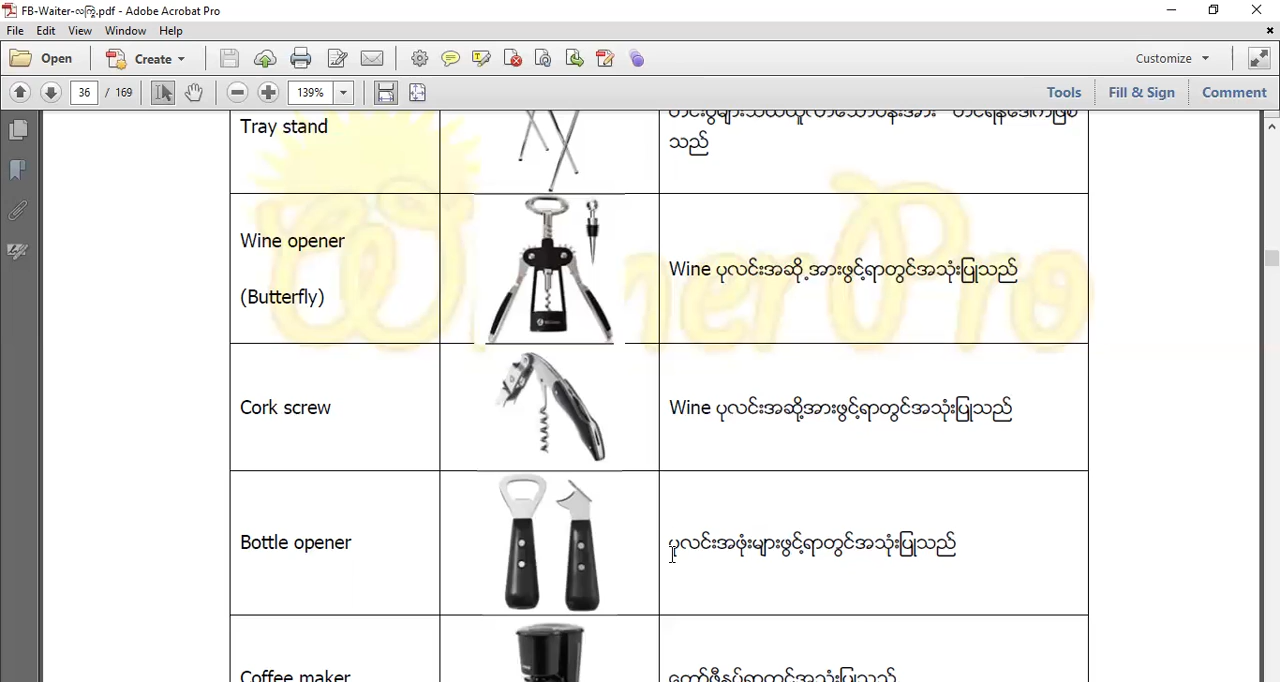 FB-Waiter-လက္ခြဲ.pdf - Adobe Acrobat Pro
File Edit View Window Help
Open Create Customize
36 / 169 139% Tools Fill & Sign Comment
Tray stand
သည်
Wine opener
(Butterfly)
Wine ပုလင်းအဆို့အားဖွင့်ရာတွင်အသုံးပြုသည်
Cork screw
Wine ပုလင်းအဆို့အားဖွင့်ရာတွင်အသုံးပြုသည်
Bottle opener
ပုလင်းအဖုံးများဖွင့်ရာတွင်အသုံးပြုသည်
Coffee maker
Pro